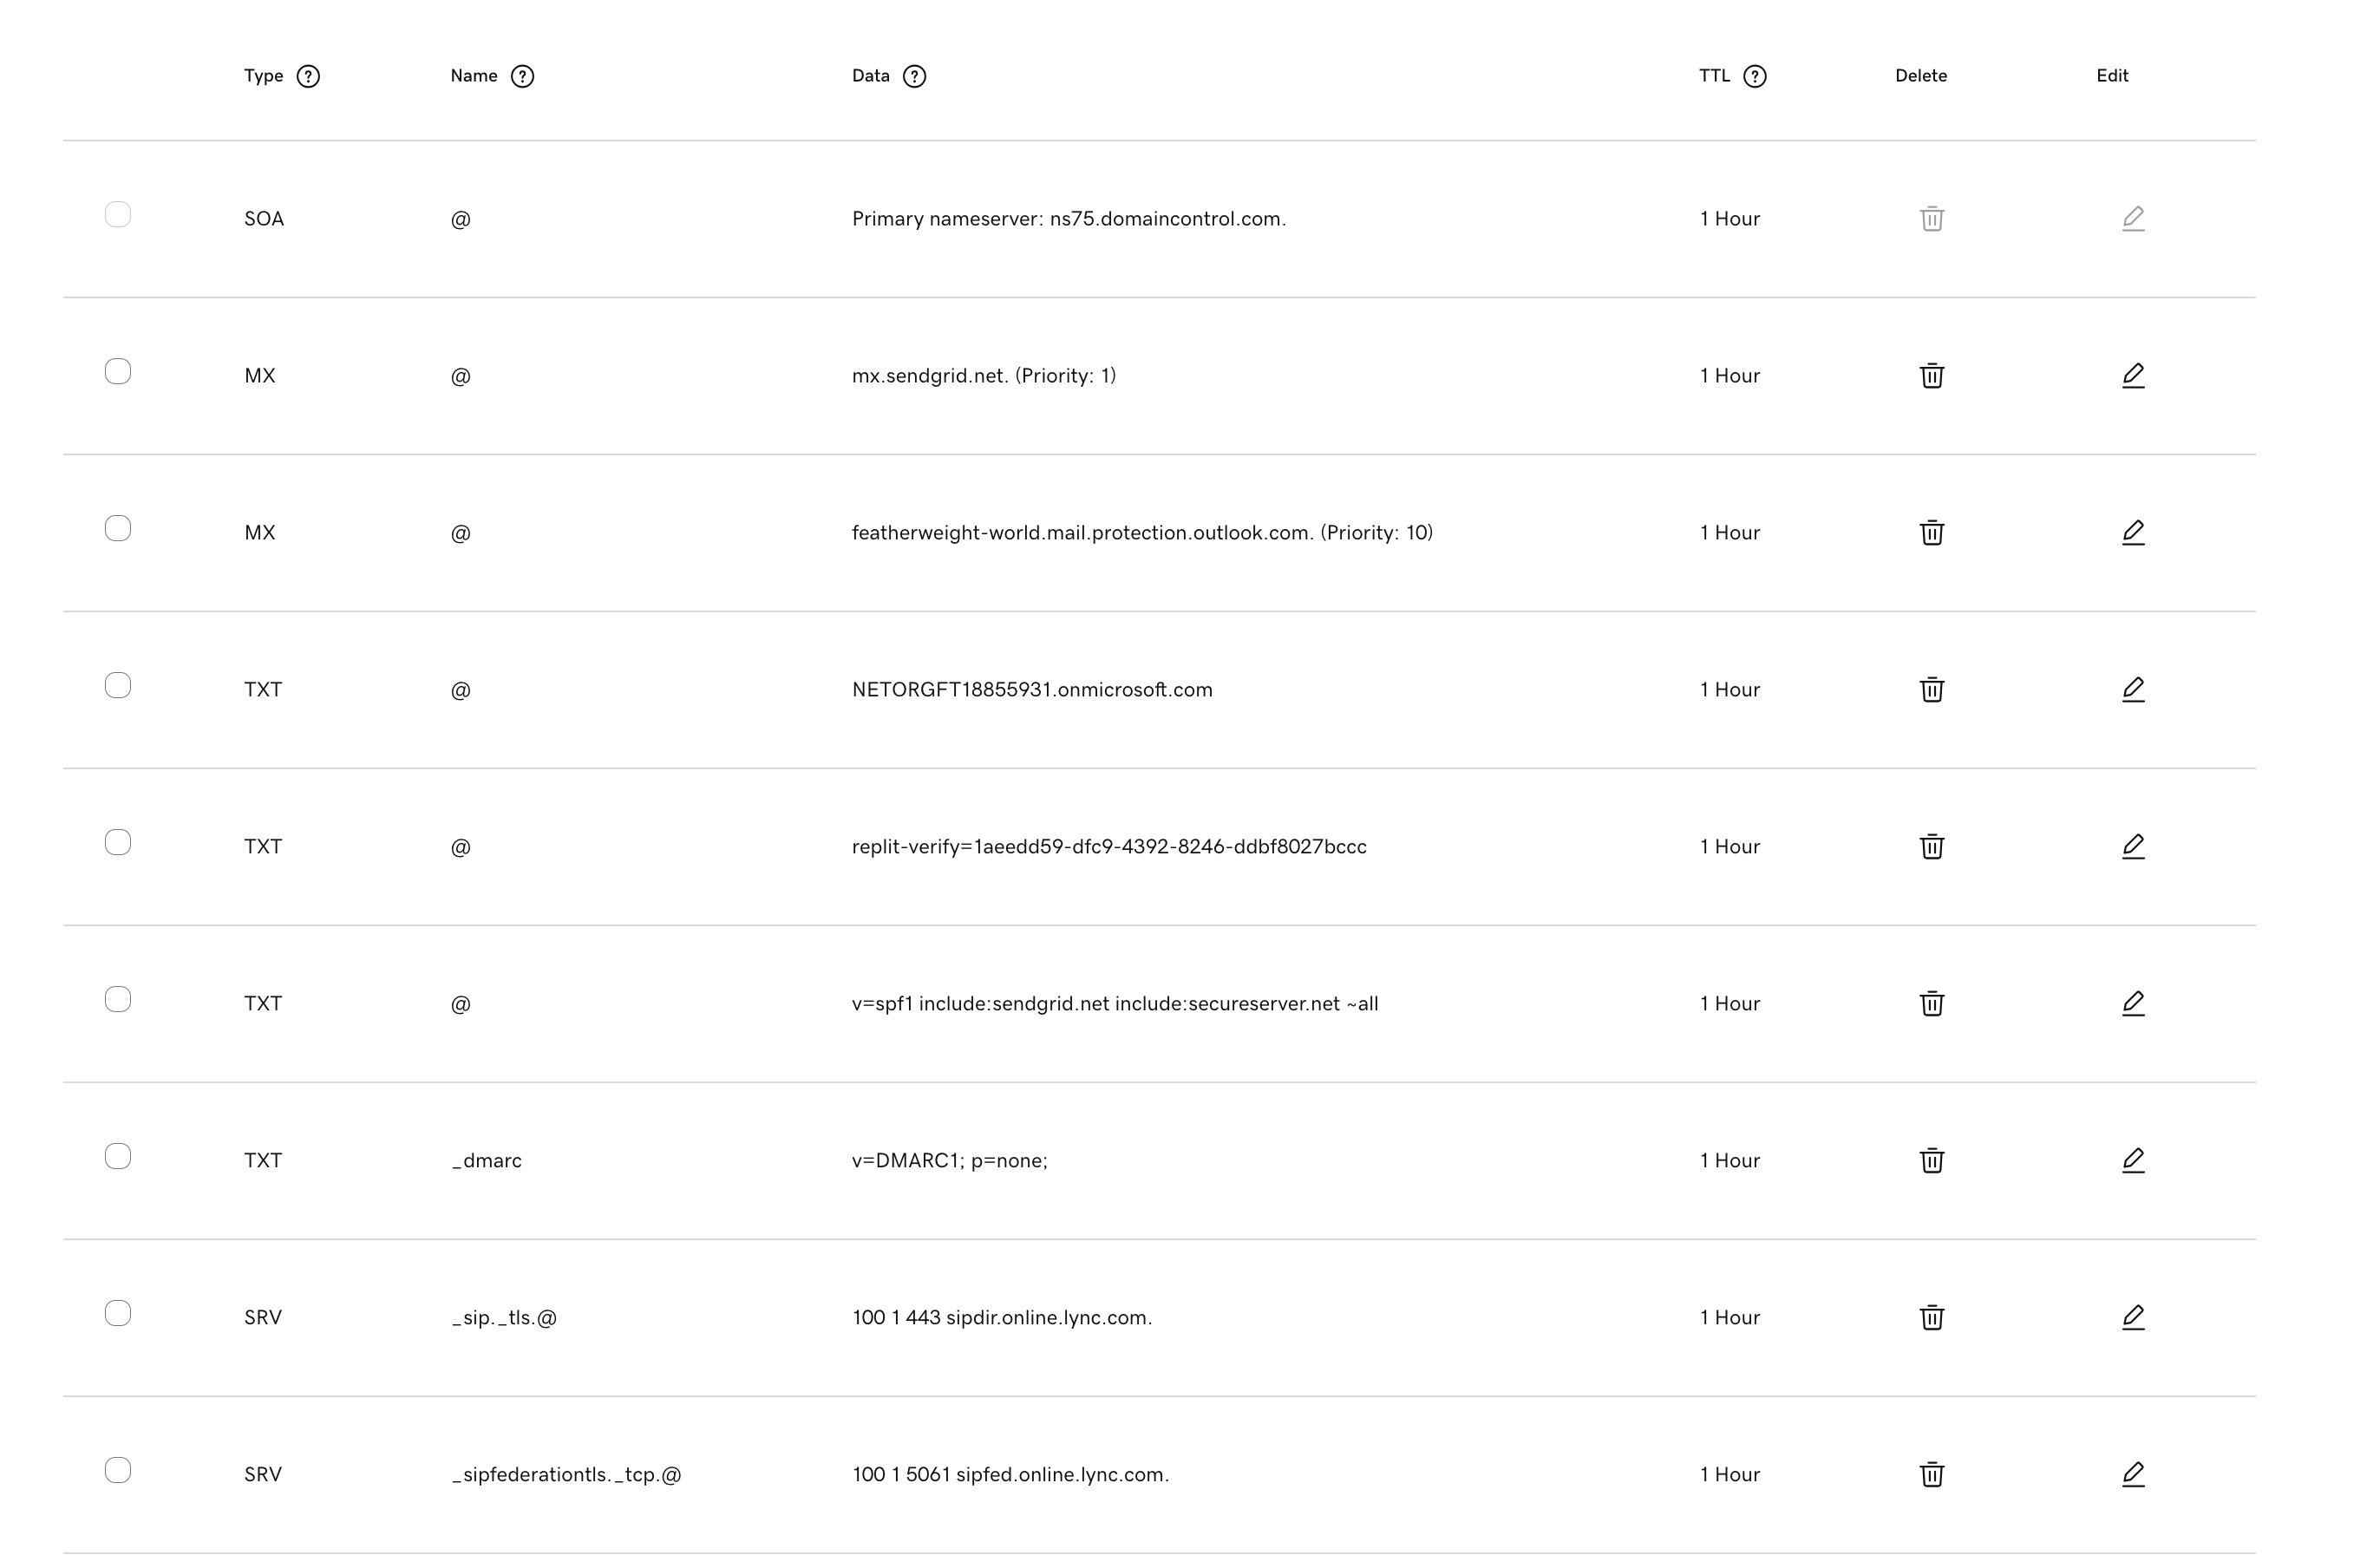 Type Name Data TTL Delete Edit
SOA @ Primary nameserver: ns75.domaincontrol.com. 1 Hour
MX @ mx.sendgrid.net. (Priority: 1) 1 Hour
MX @ featherweight-world.mail.protection.outlook.com. (Priority: 10) 1 Hour
TXT @ NETORGFT18855931.onmicrosoft.com 1 Hour
TXT @ replit-verify=1aeedd59-dfc9-4392-8246-ddbf8027bccc 1 Hour
TXT @ v=spf1 include:sendgrid.net include:secureserver.net ~all 1 Hour
TXT _dmarc v=DMARC1; p=none; 1 Hour
SRV _sip._tls.@ 100 1 443 sipdir.online.lync.com. 1 Hour
SRV _sipfederationtls._tcp.@ 100 1 5061 sipfed.online.lync.com. 1 Hour